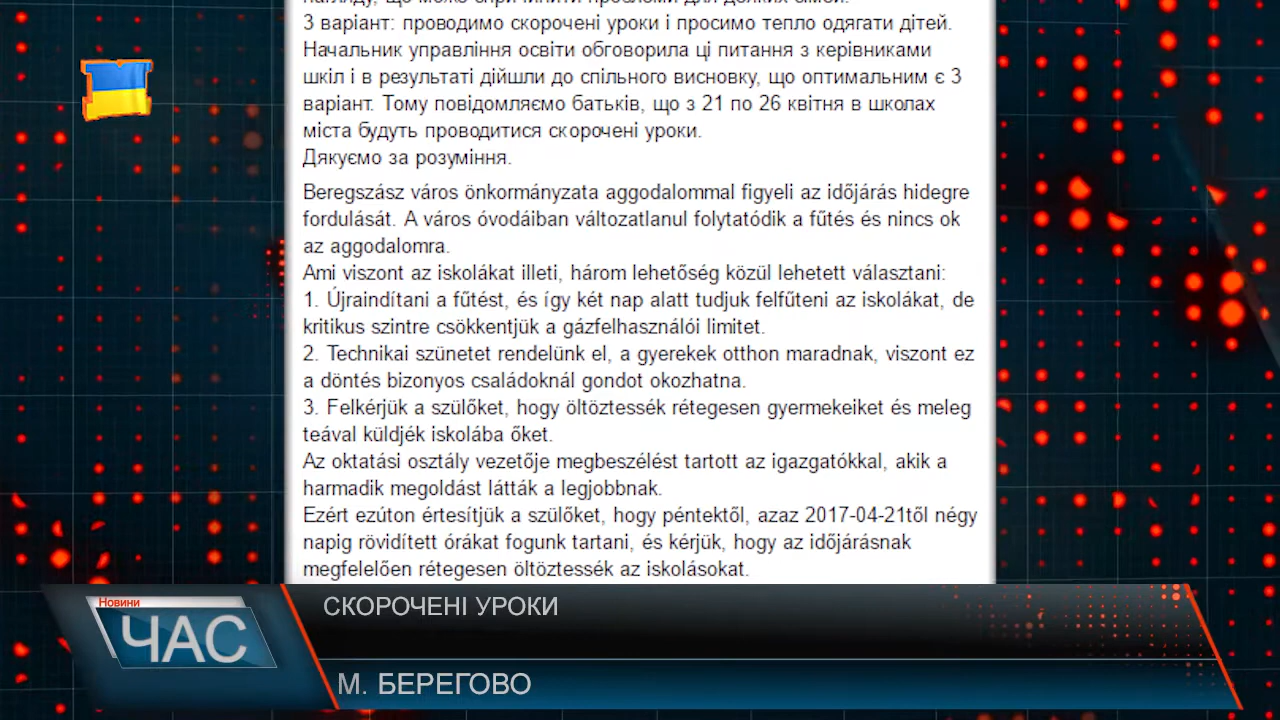 3 варіант: проводимо скорочені уроки і просимо тепло одягати дітей.
Начальник управління освіти обговорила ці питання з керівниками
шкіл і в результаті дійшли до спільного висновку, що оптимальним є 3
варіант. Тому повідомляємо батьків, що з 21 по 26 квітня в школах
міста будуть проводитися скорочені уроки.
Дякуємо за розуміння.
Beregszász város önkormányzata aggodalommal figyeli az időjárás hidegre
fordulását. A város óvodáiban változatlanul folytatódik a fűtés és nincs ok
az aggodalomra.
Ami viszont az iskolákat illeti, három lehetőség közül lehetett választani:
1. Újraindítani a fűtést, és így két nap alatt tudjuk felfűteni az iskolákat, de
kritikus szintre csökkentjük a gázfelhasználói limitet.
2. Technikai szünetet rendelünk el, a gyerekek otthon maradnak, viszont ez
a döntés bizonyos családoknál gondot okozhatna.
3. Felkérjük a szülőket, hogy öltöztessék rétegesen gyermekeiket és meleg
teával küldjék iskolába őket.
Az oktatási osztály vezetője megbeszélést tartott az igazgatókkal, akik a
harmadik megoldást látták a legjobbnak.
Ezért ezúton értesítjük a szülőket, hogy péntektől, azaz 2017-04-21től négy
napig rövidített órákat fogunk tartani, és kérjük, hogy az időjárásnak
megfelelően rétegesen öltöztessék az iskolásokat.
Новини
ЧАС
СКОРОЧЕНІ УРОКИ
М. БЕРЕГОВО